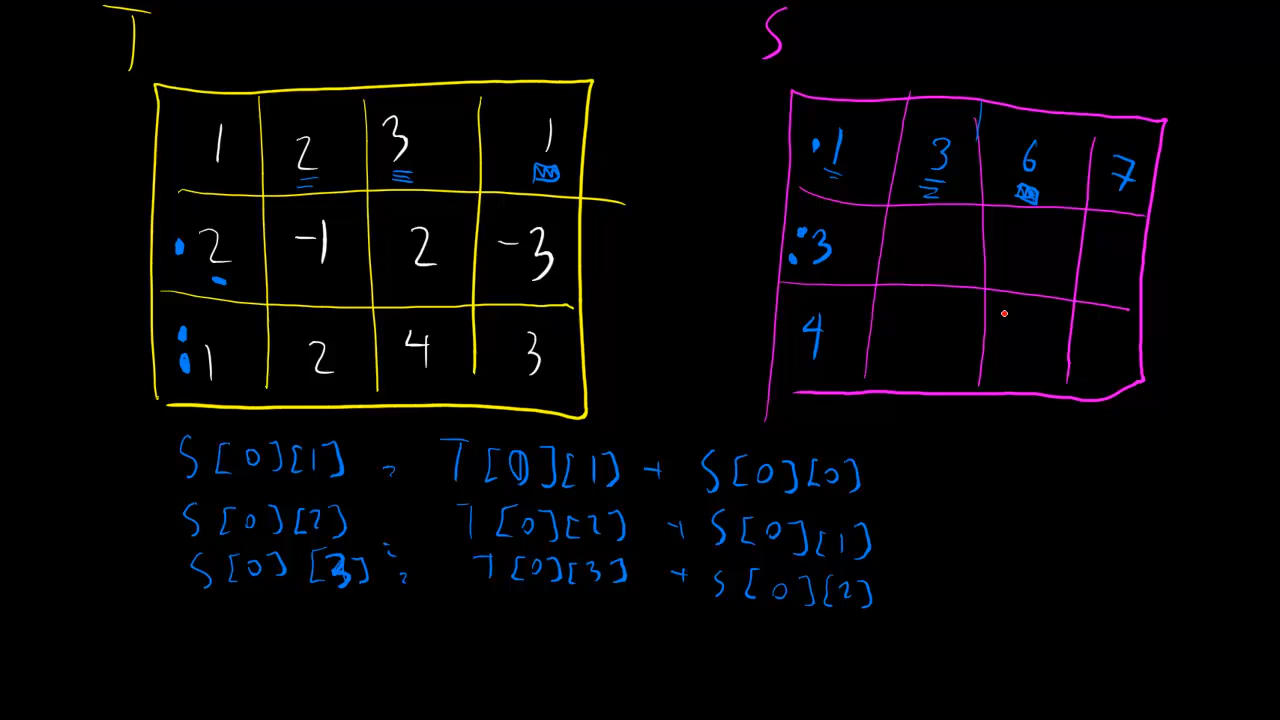 T S
1 2 3 1
2 -1 2 -3
1 2 4 3
1 3 6 7
3
4
S[0][1] = T[0][1] + S[0][0]
S[0][2] = T[0][2] + S[0][1]
S[0][3] = T[0][3] + S[0][2]